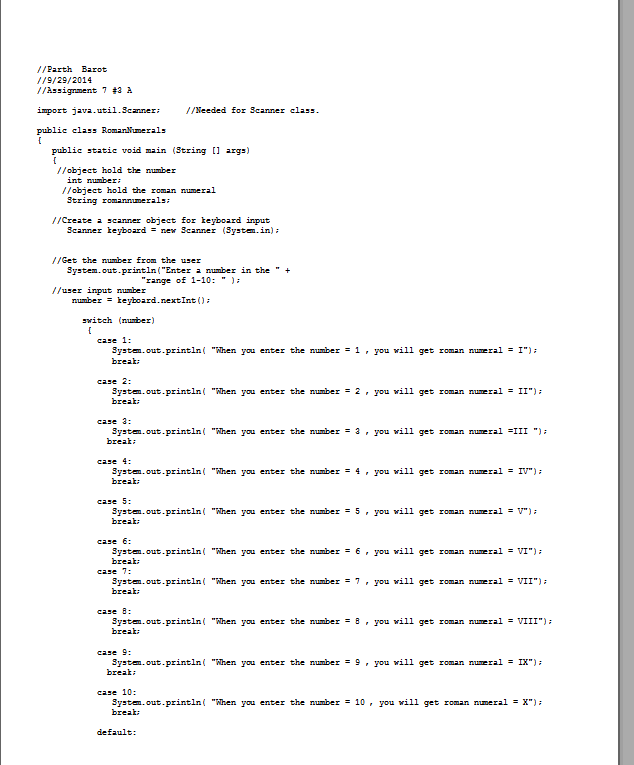 //Parth  Barot
//9/29/2014
//Assignment 7 #3 A
import java.util.Scanner;     //Needed for Scanner class.
public class RomanNumerals
{
public static void main (String [] args)
{
//object hold the number
int number;
//object hold the roman numeral
String romannumerals;
//Create a scanner object for keyboard input
Scanner keyboard = new Scanner (System.in);
//Get the number from the user
System.out.println("Enter a number in the " +
"range of 1-10: " );
//user input number
number = keyboard.nextInt();
switch (number)
{
case 1:
System.out.println( "When you enter the number = 1 , you will get roman numeral = I");
break;
case 2:
System.out.println( "When you enter the number = 2 , you will get roman numeral = II");
break;
case 3:
System.out.println( "When you enter the number = 3 , you will get roman numeral =III ");
break;
case 4:
System.out.println( "When you enter the number = 4 , you will get roman numeral = IV");
break;
case 5:
System.out.println( "When you enter the number = 5 , you will get roman numeral = V");
break;
case 6:
System.out.println( "When you enter the number = 6 , you will get roman numeral = VI");
break;
case 7:
System.out.println( "When you enter the number = 7 , you will get roman numeral = VII");
break;
case 8:
System.out.println( "When you enter the number = 8 , you will get roman numeral = VIII");
break;
case 9:
System.out.println( "When you enter the number = 9 , you will get roman numeral = IX");
break;
case 10:
System.out.println( "When you enter the number = 10 , you will get roman numeral = X");
break;
default: